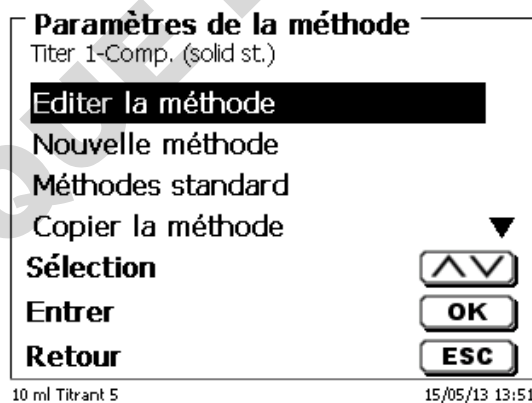 Paramètres de la méthode
Titer 1-Comp. (solid st.)
Editer la méthode
Nouvelle méthode
Méthodes standard
Copier la méthode
Sélection
Entrer OK
Retour ESC
10 ml Titrant 5 15/05/13 13:51